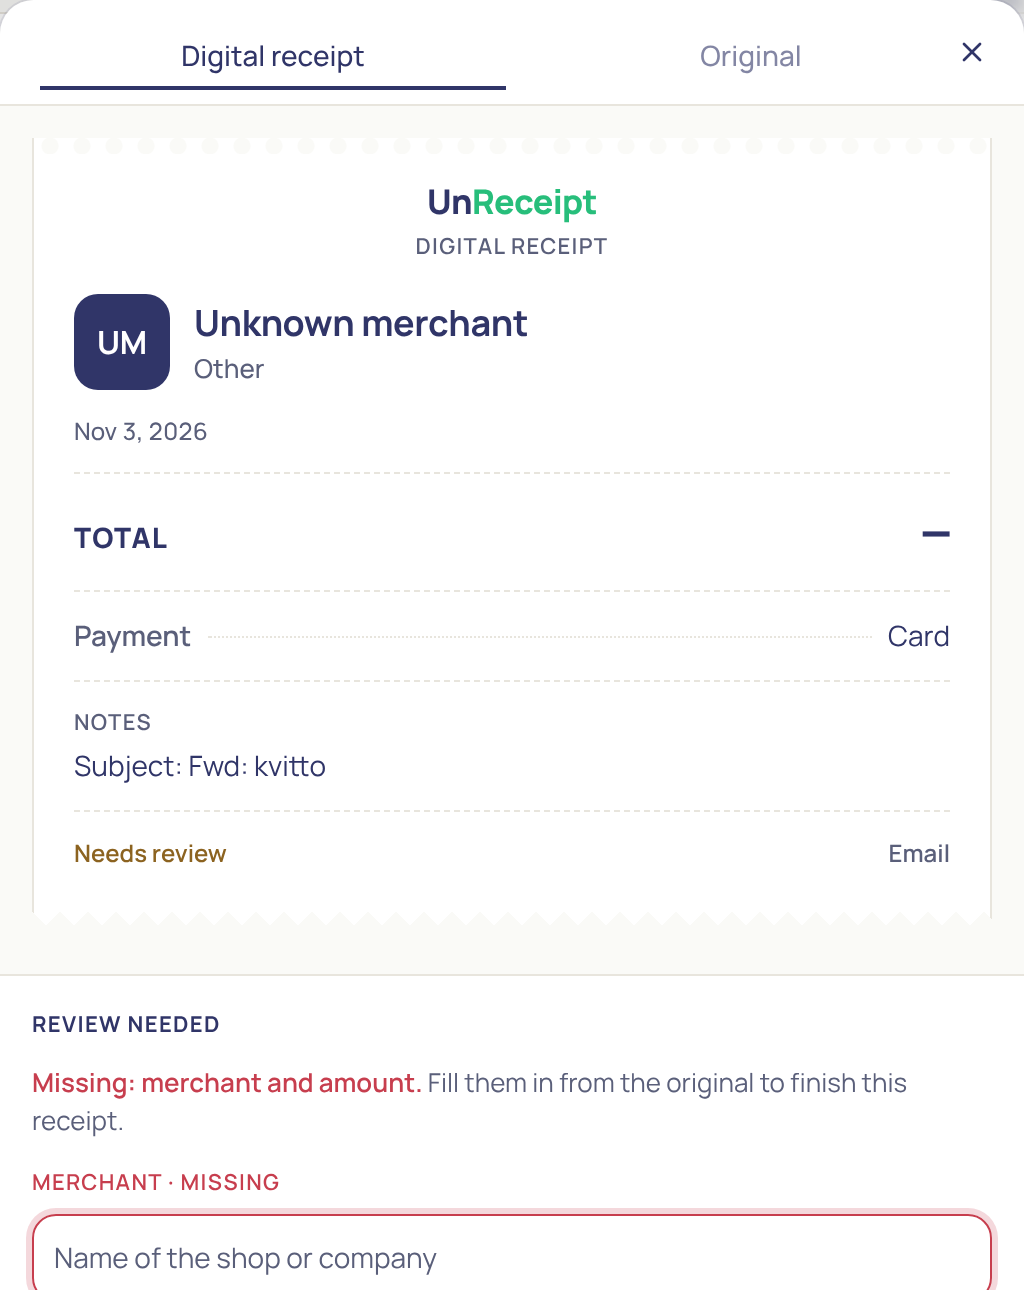 Digital receipt
Original
UnReceipt
DIGITAL RECEIPT
UM
Unknown merchant
Other
Nov 3, 2026
TOTAL
—
Payment
Card
NOTES
Subject: Fwd: kvitto
Needs review
Email
REVIEW NEEDED
Missing: merchant and amount. Fill them in from the original to finish this
receipt.
MERCHANT · MISSING
Name of the shop or company